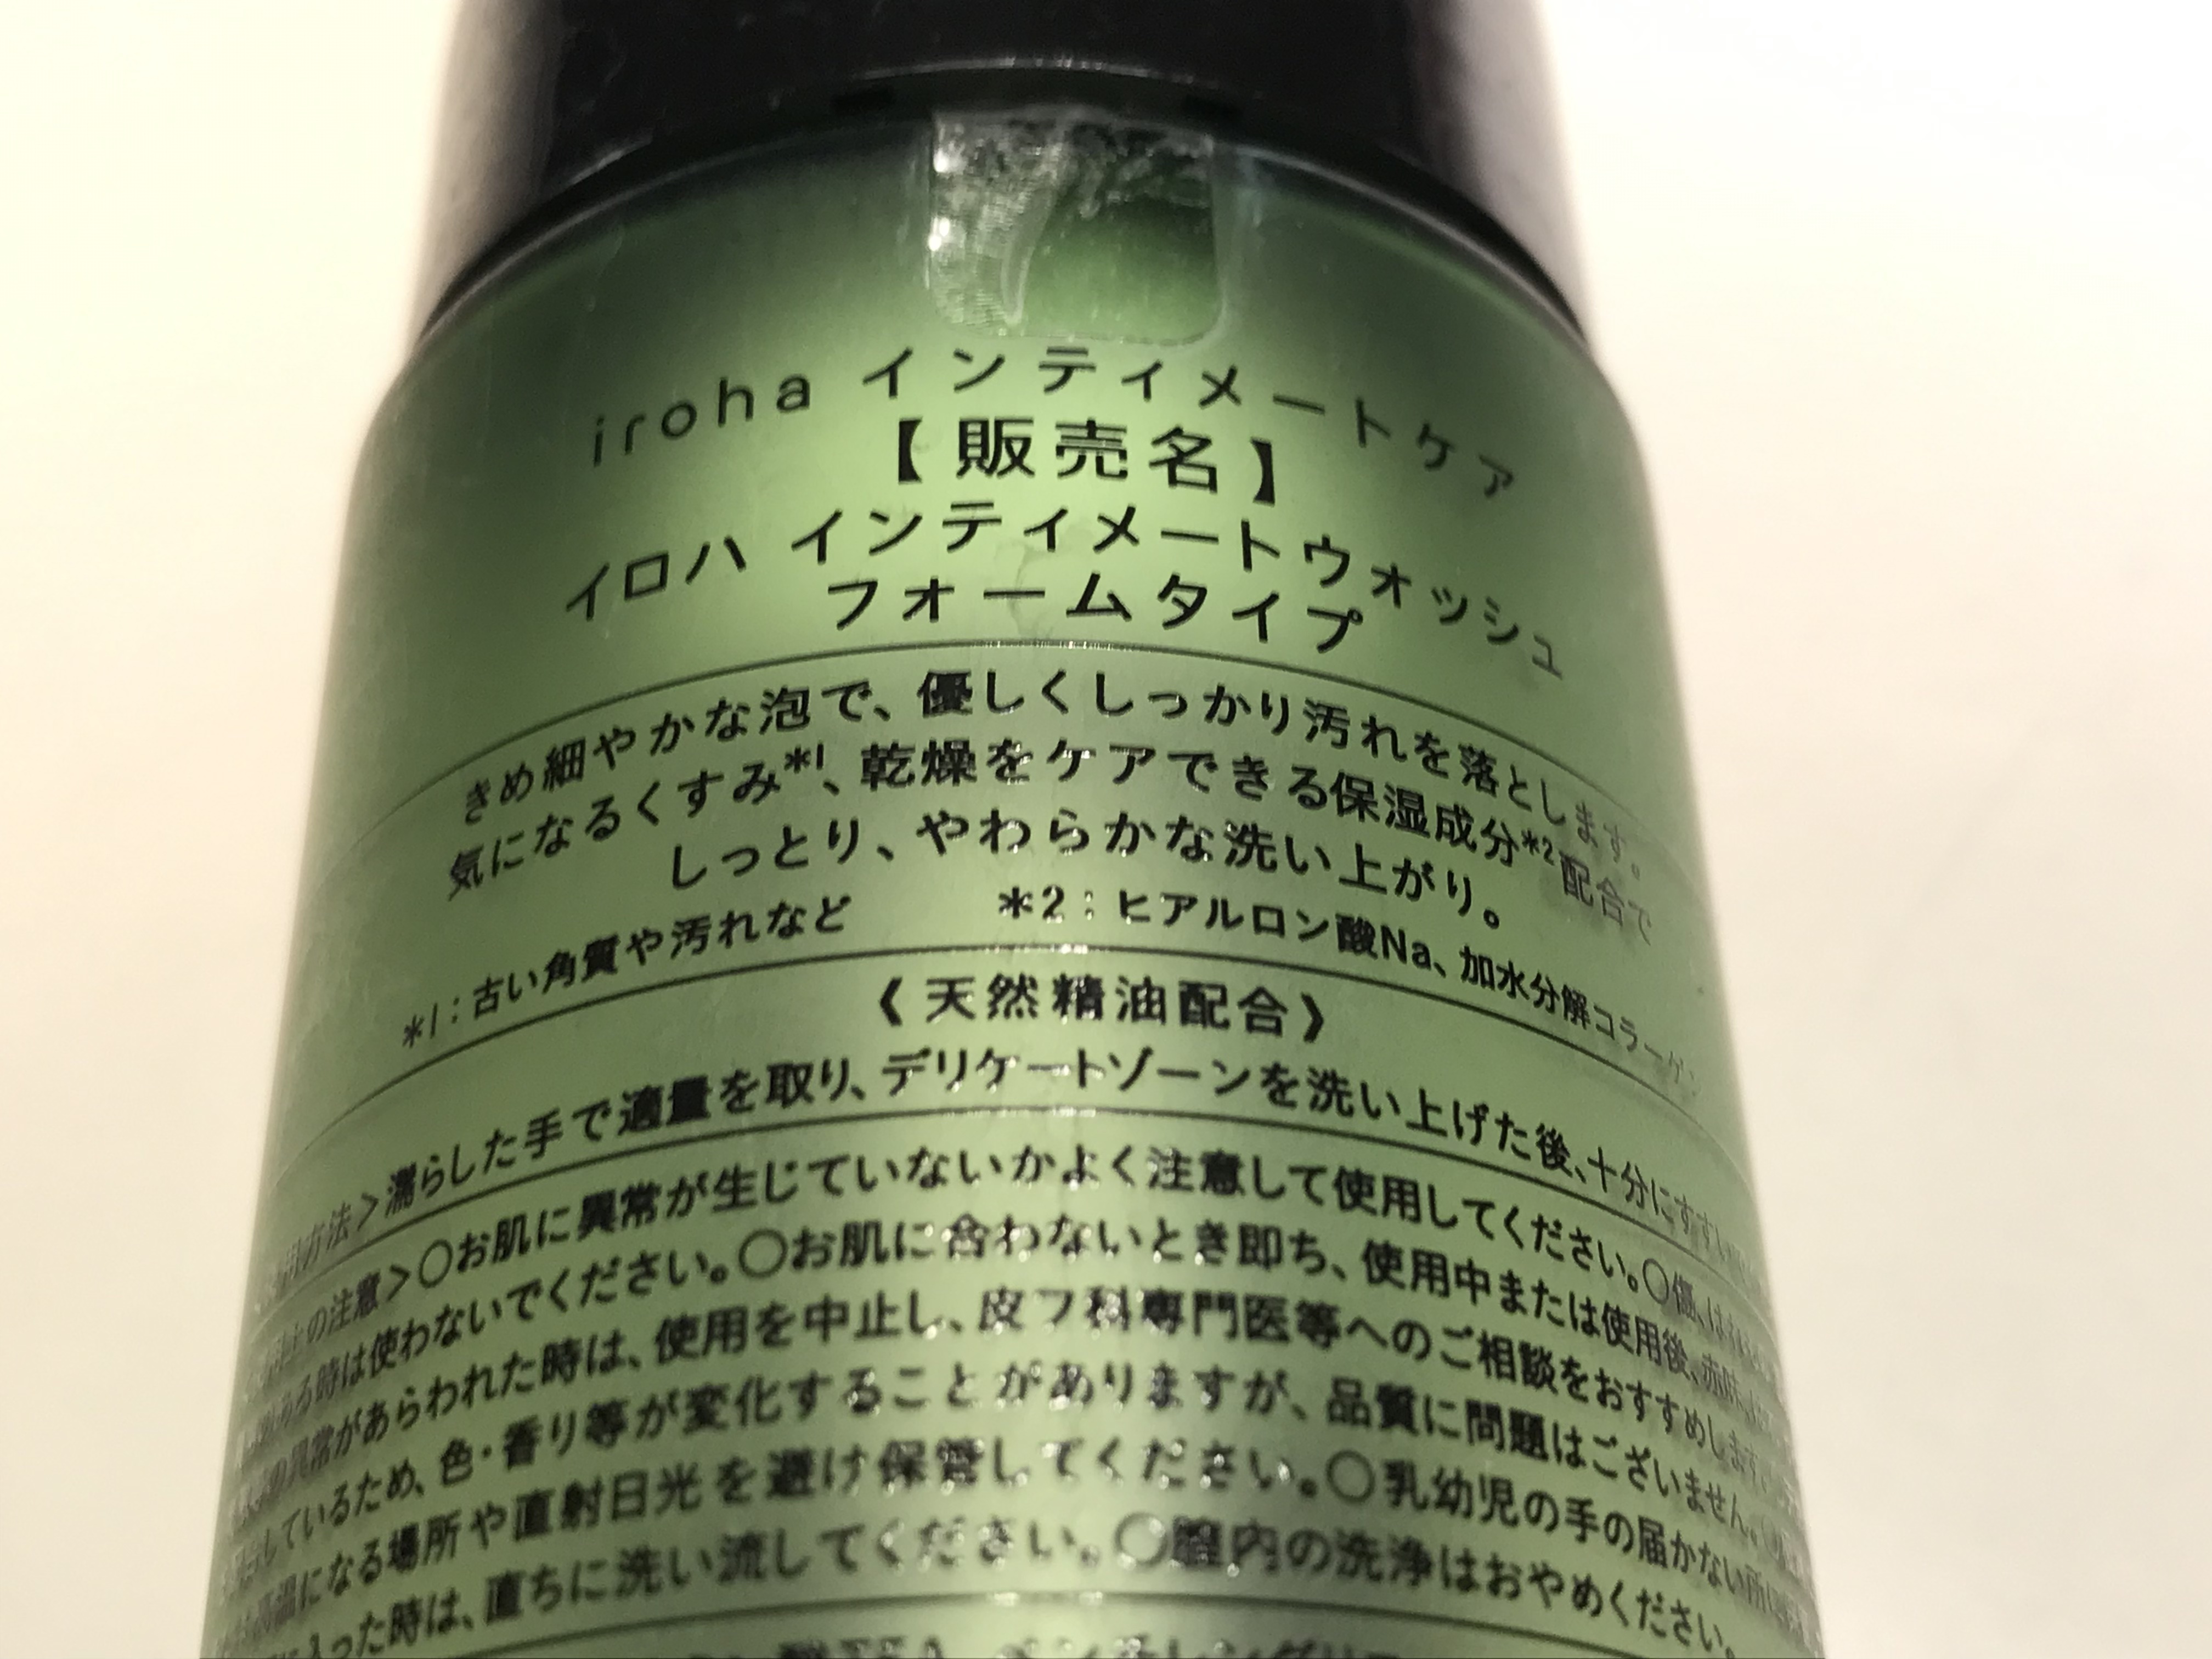 iroha インティメートケア
【販売名】
イロハ インティメートウォッシュ
フォームタイプ
きめ細やかな泡で、優しくしっかり汚れを落とします。
気になるくすみ*1、乾燥をケアできる保湿成分*2配合で
しっとり、やわらかな洗い上がり。
*1：古い角質や汚れなど　*2：ヒアルロン酸Na、加水分解コラーゲン
《天然精油配合》
方法＞濡らした手で適量を取り、デリケートゾーンを洗い上げた後、十分にすす
の注意＞○お肌に異常が生じていないかよく注意して使用してください。○傷、は
時は使わないでください。○お肌に合わないとき即ち、使用中または使用後、赤
の異常があらわれた時は、使用を中止し、皮フ科専門医等へのご相談をおすすめします
しているため、色・香り等が変化することがありますが、品質に問題はございません。
高温になる場所や直射日光を避け保管してください。○乳幼児の手の届かない所に
入った時は、直ちに洗い流してください。○膣内の洗浄はおやめください。